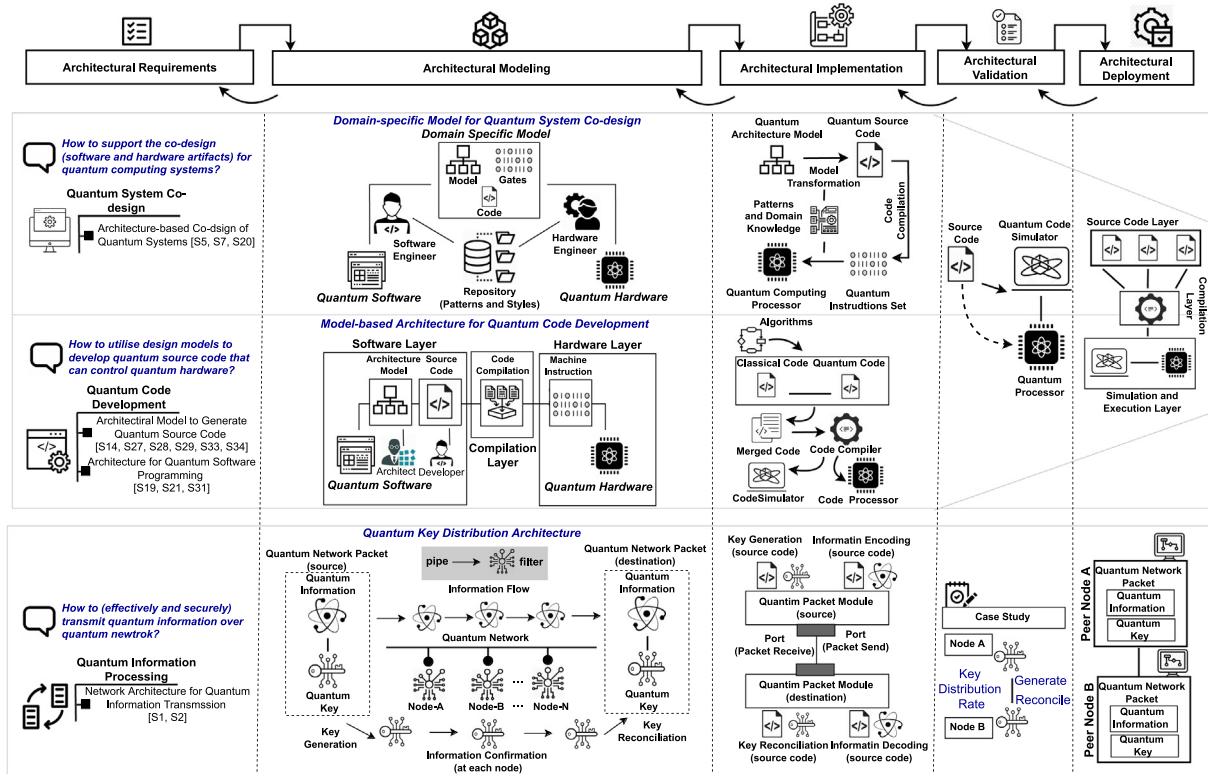 Architectural Requirements
Architectural Modeling
Architectural Implementation
Architectural
Validation
Architectural
Deployment
How to support the co-design
(software and hardware artifacts) for
quantum computing systems?
Quantum System Co-
design
Architecture-based Co-dsign of
Quantum Systems [S5, S7, S20]
Domain-specific Model for Quantum System Co-design
Domain Specific Model
Model
Gates
Code
Software
Engineer
Hardware
Engineer
Repository
(Patterns and Styles)
Quantum Software
Quantum Hardware
Quantum
Architecture Model
Quantum Source
Code
Model
Transformation
Patterns and
Domain
Knowledge
Code
Compilation
Quantum Computing
Processor
Quantum
Instrudtions Set
Source
Code
Quantum Code
Simulator
Quantum
Processor
Source Code Layer
Compilation
Layer
Simulation and
Execution Layer
How to utilise design models to
develop quantum source code that
can control quantum hardware?
Quantum Code
Development
Architectiral Model to Generate
Quantum Source Code
[S14, S27, S28, S29, S33, S34]
Architecture for Quantum Software
Programming
[S19, S21, S31]
Model-based Architecture for Quantum Code Development
Software Layer
Hardware Layer
Architecture
Model
Source
Code
Code
Compilation
Machine
Instruction
Architect
Developer
Compilation
Layer
Quantum Software
Quantum Hardware
Algorithms
Classical Code
Quantum Code
Merged Code
Code Compiler
CodeSimulator
Code Processor
How to (effectively and securely)
transmit quantum information over
quantum newtrok?
Quantum Information
Processing
Network Architecture for Quantum
Information Transmssion
[S1, S2]
Quantum Key Distribution Architecture
Quantum Network Packet
(source)
Quantum
Information
Quantum
Key
pipe
filter
Information Flow
Quantum Network
Node-A
Node-B
Node-N
Quantum Network Packet
(destination)
Quantum
Information
Quantum
Key
Key
Generation
Information Confirmation
(at each node)
Key
Reconciliation
Key Generation
(source code)
Informatin Encoding
(source code)
Quantim Packet Module
(source)
Port
(Packet Receive)
Port
(Packet Send)
Quantim Packet Module
(destination)
Key Reconciliation
(source code)
Informatin Decoding
(source code)
Case Study
Node A
Key
Distribution
Rate
Generate
Reconcile
Node B
Peer Node A
Quantum Network
Packet
Quantum
Information
Quantum
Key
Peer Node B
Quantum Network
Packet
Quantum
Information
Quantum
Key